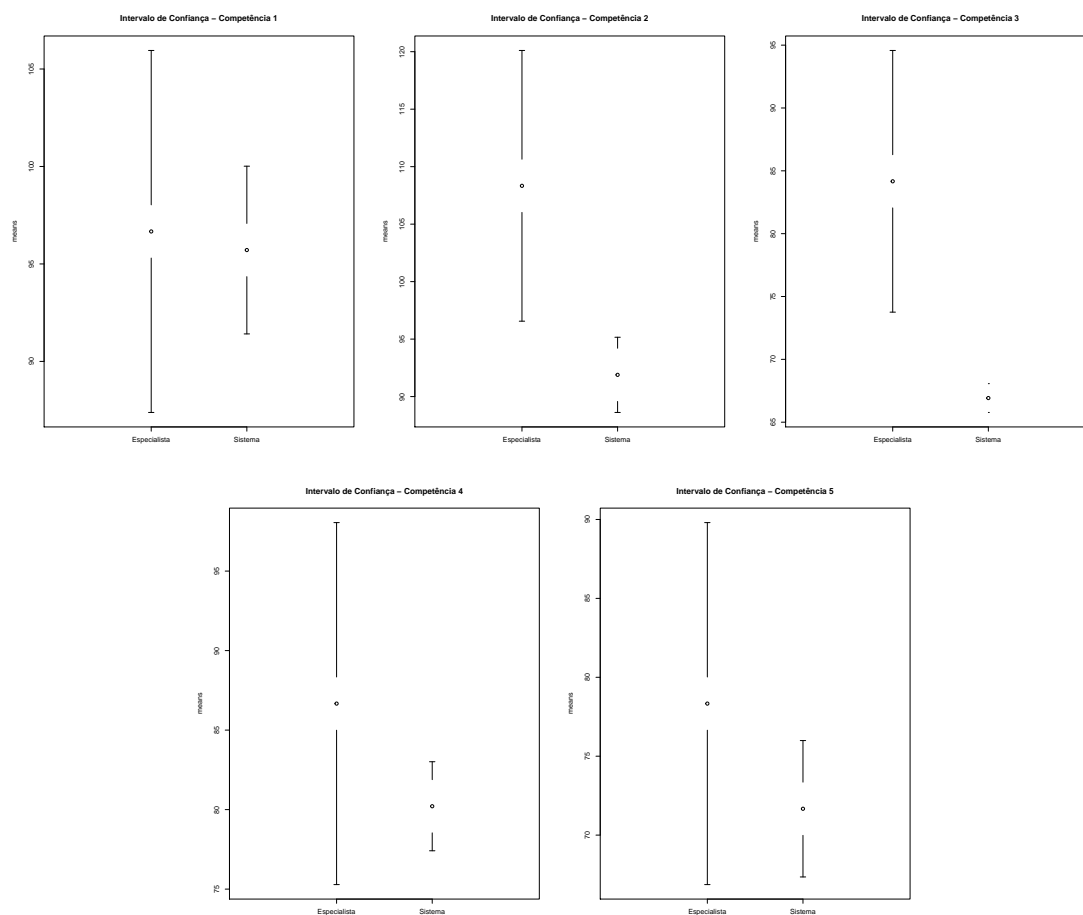 Intervalo de Confiança – Competência 1
means
105
100
95
90
Especialista
Sistema
Intervalo de Confiança – Competência 2
means
120
115
110
105
100
95
90
Especialista
Sistema
Intervalo de Confiança – Competência 3
means
95
90
85
80
75
70
65
Especialista
Sistema
Intervalo de Confiança – Competência 4
means
95
90
85
80
75
Especialista
Sistema
Intervalo de Confiança – Competência 5
means
90
85
80
75
70
Especialista
Sistema